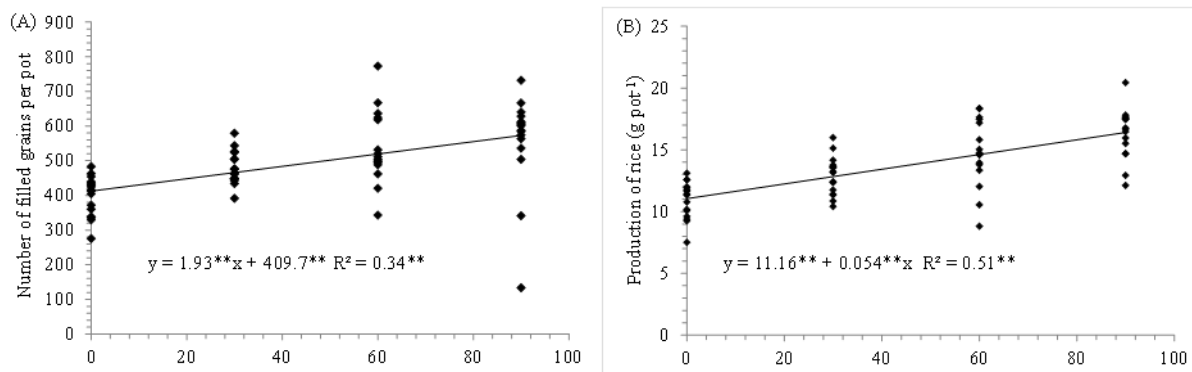 (A)
Number of filled grains per pot
900
800
700
600
500
400
300
200
100
0
y = 1.93**x + 409.7** R² = 0.34**
0 20 40 60 80 100
(B)
Production of rice (g pot⁻¹)
25
20
15
10
5
0
y = 11.16** + 0.054**x R² = 0.51**
0 20 40 60 80 100